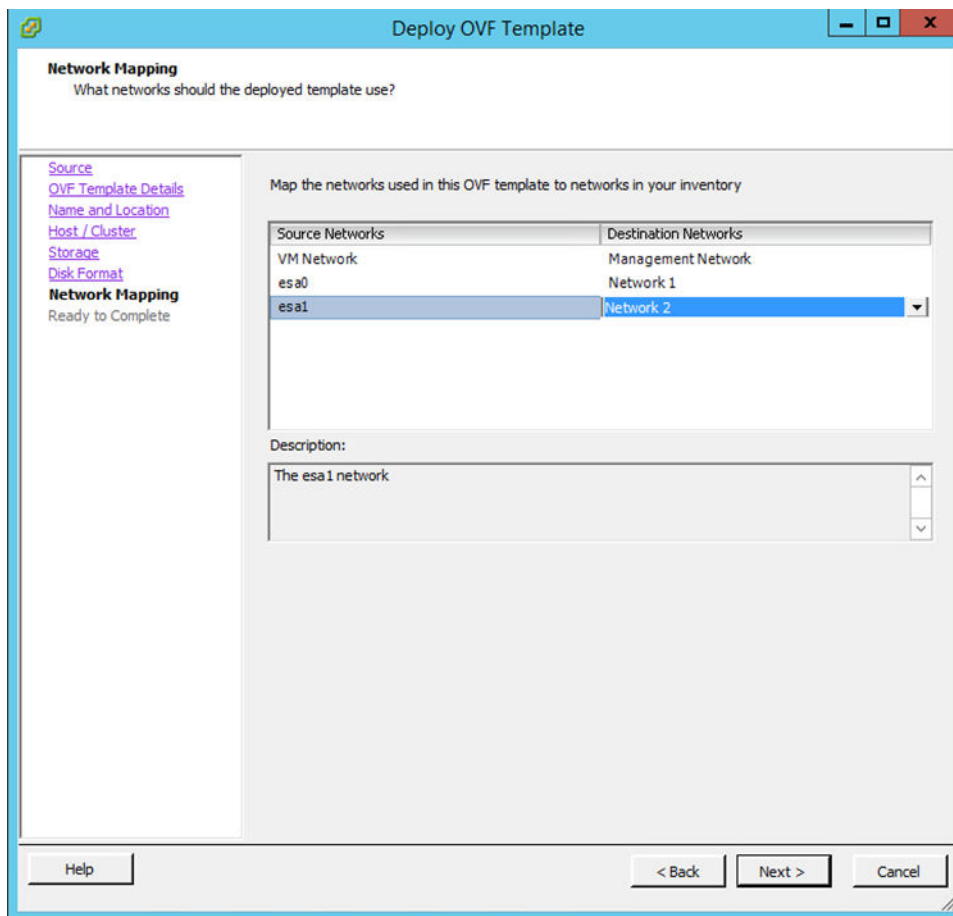 Deploy OVF Template
Network Mapping
What networks should the deployed template use?
Source
OVF Template Details
Name and Location
Host / Cluster
Storage
Disk Format
Network Mapping
Ready to Complete
Map the networks used in this OVF template to networks in your inventory
Source Networks Destination Networks
VM Network Management Network
esa0 Network 1
esa1 Network 2
Description:
The esa1 network
Help < Back Next > Cancel